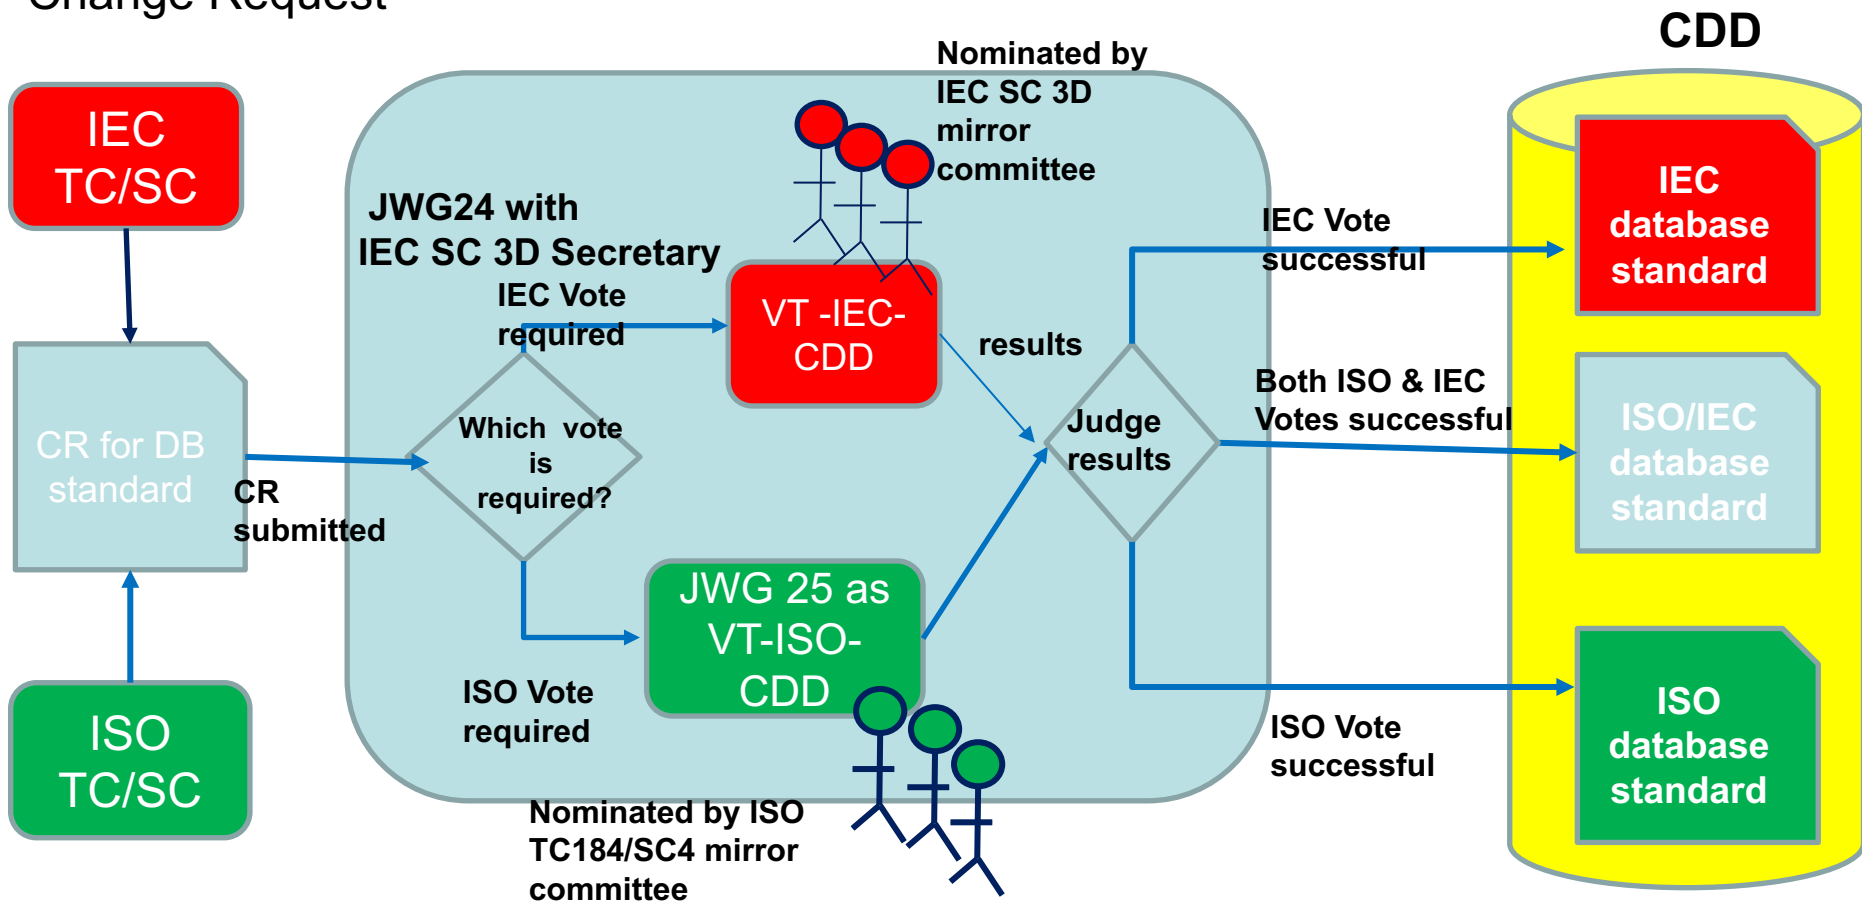 Change Request
CDD
IEC
TC/SC
CR for DB
standard
ISO
TC/SC
CR
submitted
JWG24 with
IEC SC 3D Secretary
IEC Vote
required
Which  vote
is
required?
ISO Vote
required
Nominated by
IEC SC 3D
mirror
committee
VT -IEC-
CDD
results
JWG 25 as
VT-ISO-
CDD
Nominated by ISO
TC184/SC4 mirror
committee
Judge
results
IEC Vote
successful
Both ISO & IEC
Votes successful
ISO Vote
successful
IEC
database
standard
ISO/IEC
database
standard
ISO
database
standard